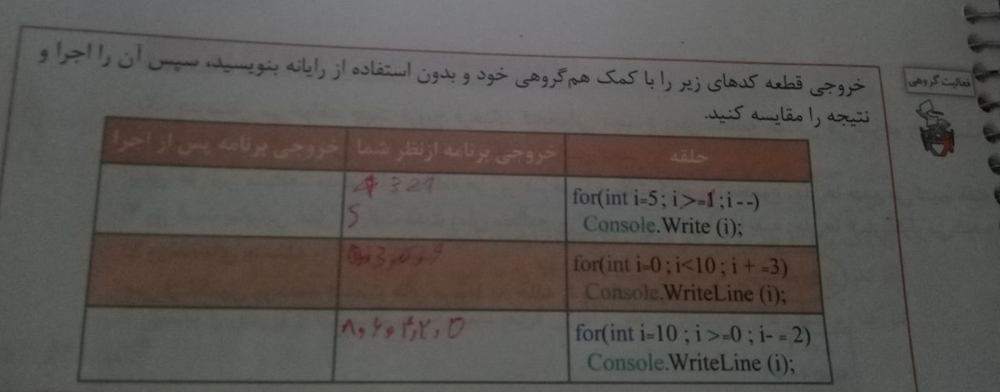 فعالیت گروهی
خروجی قطعه کدهای زیر را با کمک هم‌گروهی خود و بدون استفاده از رایانه بنویسید، سپس آن را اجرا و
نتیجه را مقایسه کنید.
حلقه
خروجی برنامه ازنظر شما
خروجی برنامه پس از اجرا
for(int i=5 ; i >=1 ;i --)
Console.Write (i);
4 3 2 1
5
for(int i=0 ; i<10 ; i + =3)
Console.WriteLine (i);
3, 9
for(int i=10 ; i >=0 ; i- = 2)
Console.WriteLine (i);
۸, ۶ و ۴, ۲,